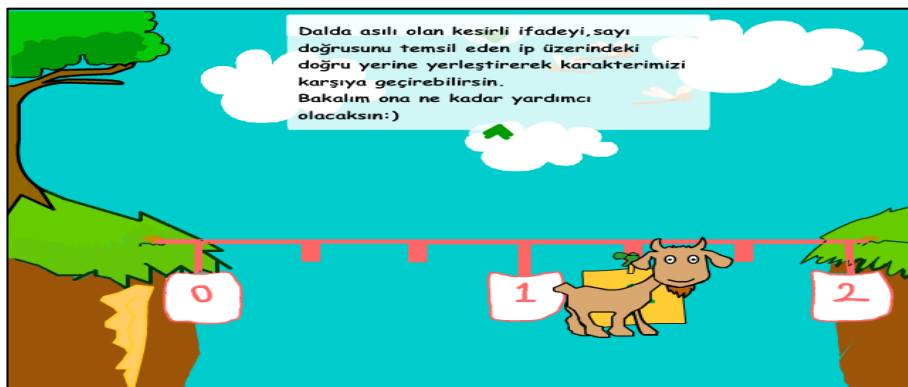 Dalda asılı olan kesirli ifadeyi,sayı
doğrusunu temsil eden ip üzerindeki
doğru yerine yerleştirerek karakterimizi
karşıya geçirebilirsin.
Bakalım ona ne kadar yardımcı
olacaksın:)
0 1 2